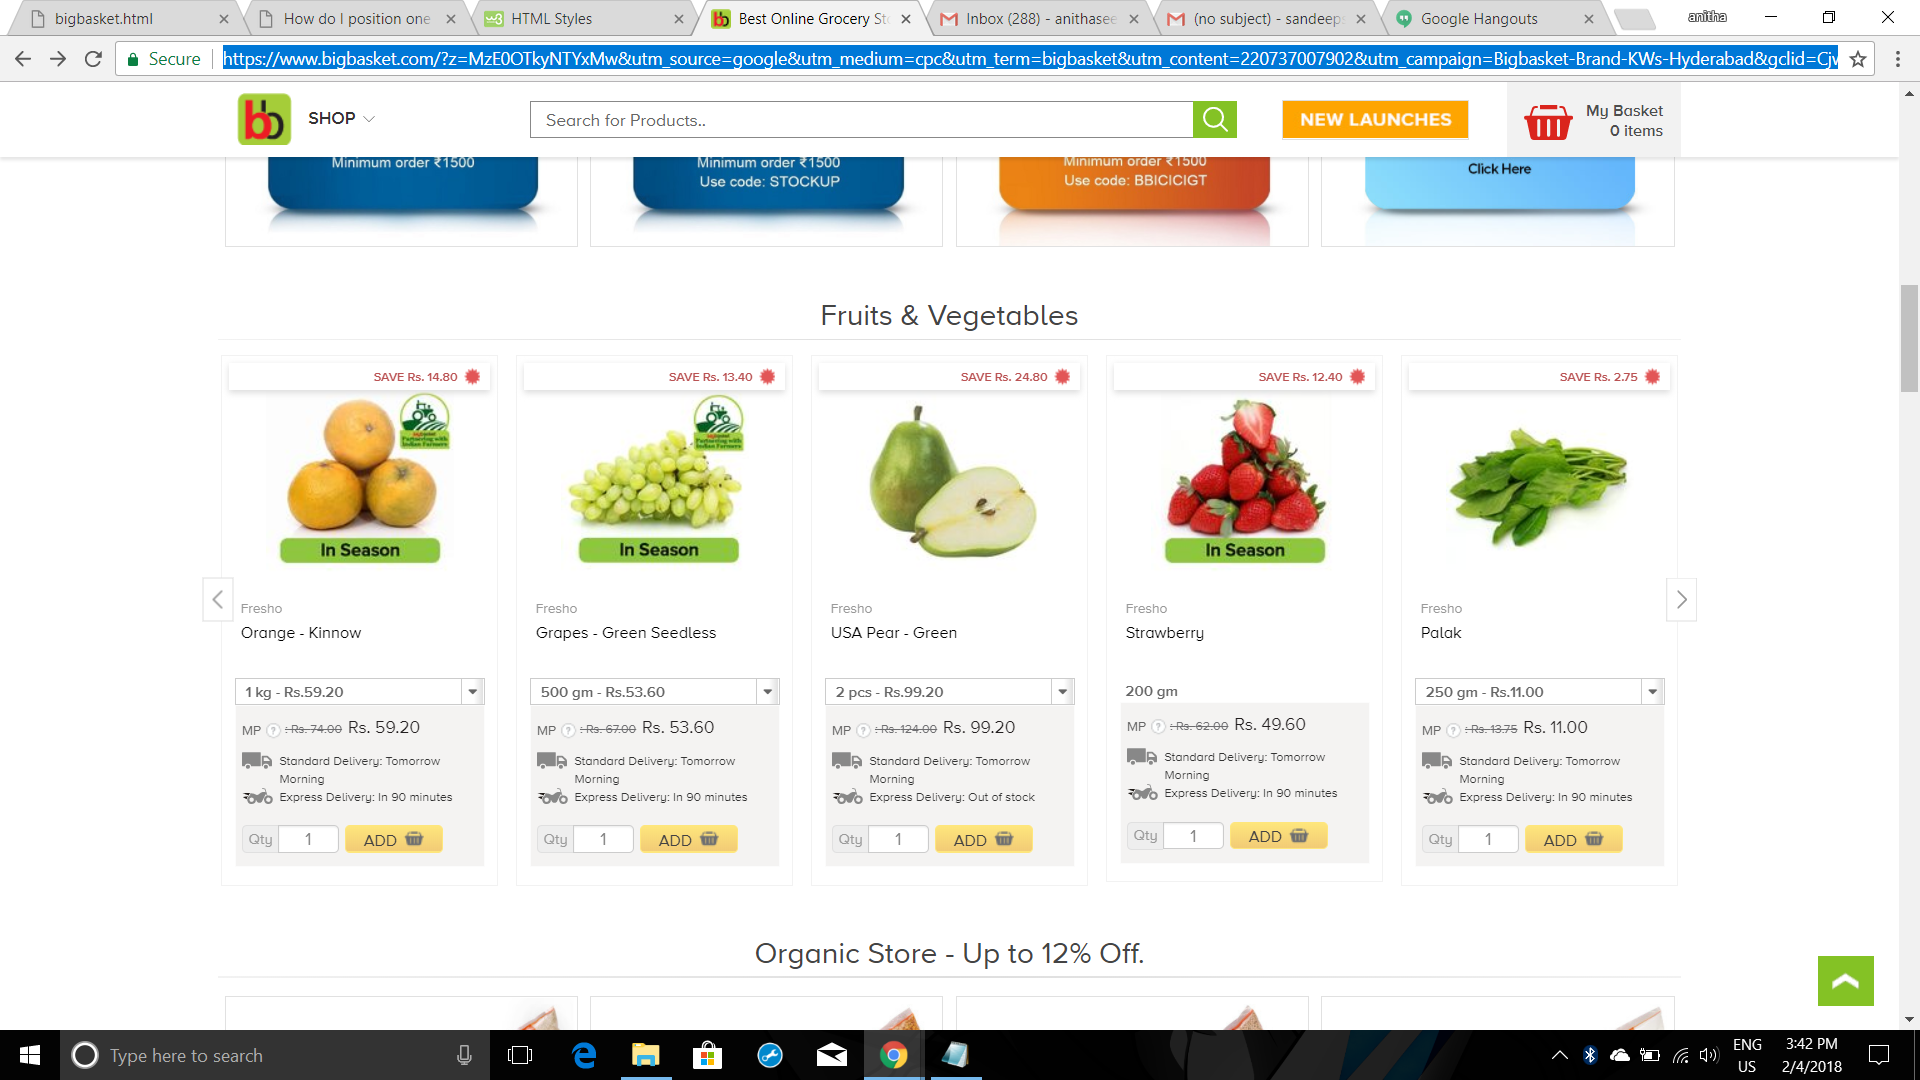 bigbasket.html
How do I position one
HTML Styles
Best Online Grocery Sto
Inbox (288) - anithasee
(no subject) - sandeeps
Google Hangouts
anitha
Secure
https://www.bigbasket.com/?z=MzE0OTkyNTYxMw&utm_source=google&utm_medium=cpc&utm_term=bigbasket&utm_content=220737007902&utm_campaign=Bigbasket-Brand-KWs-Hyderabad&gclid=Cjw
bb
SHOP
Search for Products..
NEW LAUNCHES
My Basket
0 items
Minimum order ₹1500
Minimum order ₹1500
Use code: STOCKUP
Minimum order ₹1500
Use code: BBICICIGT
Click Here
Fruits & Vegetables
SAVE Rs. 14.80
SAVE Rs. 13.40
SAVE Rs. 24.80
SAVE Rs. 12.40
SAVE Rs. 2.75
Partnering with
Indian Farmers
Partnering with
Indian Farmers
In Season
In Season
In Season
Fresho
Orange - Kinnow
1 kg - Rs.59.20
MP ? : Rs. 74.00 Rs. 59.20
Standard Delivery: Tomorrow
Morning
Express Delivery: In 90 minutes
Qty 1 ADD
Fresho
Grapes - Green Seedless
500 gm - Rs.53.60
MP ? : Rs. 67.00 Rs. 53.60
Standard Delivery: Tomorrow
Morning
Express Delivery: In 90 minutes
Qty 1 ADD
Fresho
USA Pear - Green
2 pcs - Rs.99.20
MP ? : Rs. 124.00 Rs. 99.20
Standard Delivery: Tomorrow
Morning
Express Delivery: Out of stock
Qty 1 ADD
Fresho
Strawberry
200 gm
MP ? : Rs. 62.00 Rs. 49.60
Standard Delivery: Tomorrow
Morning
Express Delivery: In 90 minutes
Qty 1 ADD
Fresho
Palak
250 gm - Rs.11.00
MP ? : Rs. 13.75 Rs. 11.00
Standard Delivery: Tomorrow
Morning
Express Delivery: In 90 minutes
Qty 1 ADD
Organic Store - Up to 12% Off.
Type here to search
ENG
US
3:42 PM
2/4/2018